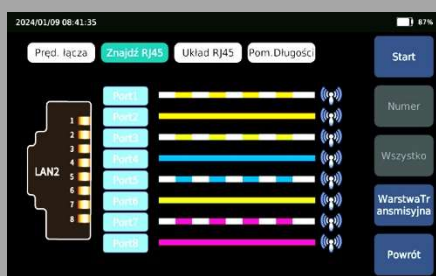 2024/01/09 08:41:35
87%
Pręd. łącza
Znajdź RJ45
Układ RJ45
Pom.Długości
Start
Port1
Port2
Port3
Port4
Port5
Port6
Port7
Port8
1
2
3
4
5
6
7
8
LAN2
Numer
Wszystko
WarstwaTr
ansmisyjna
Powrót